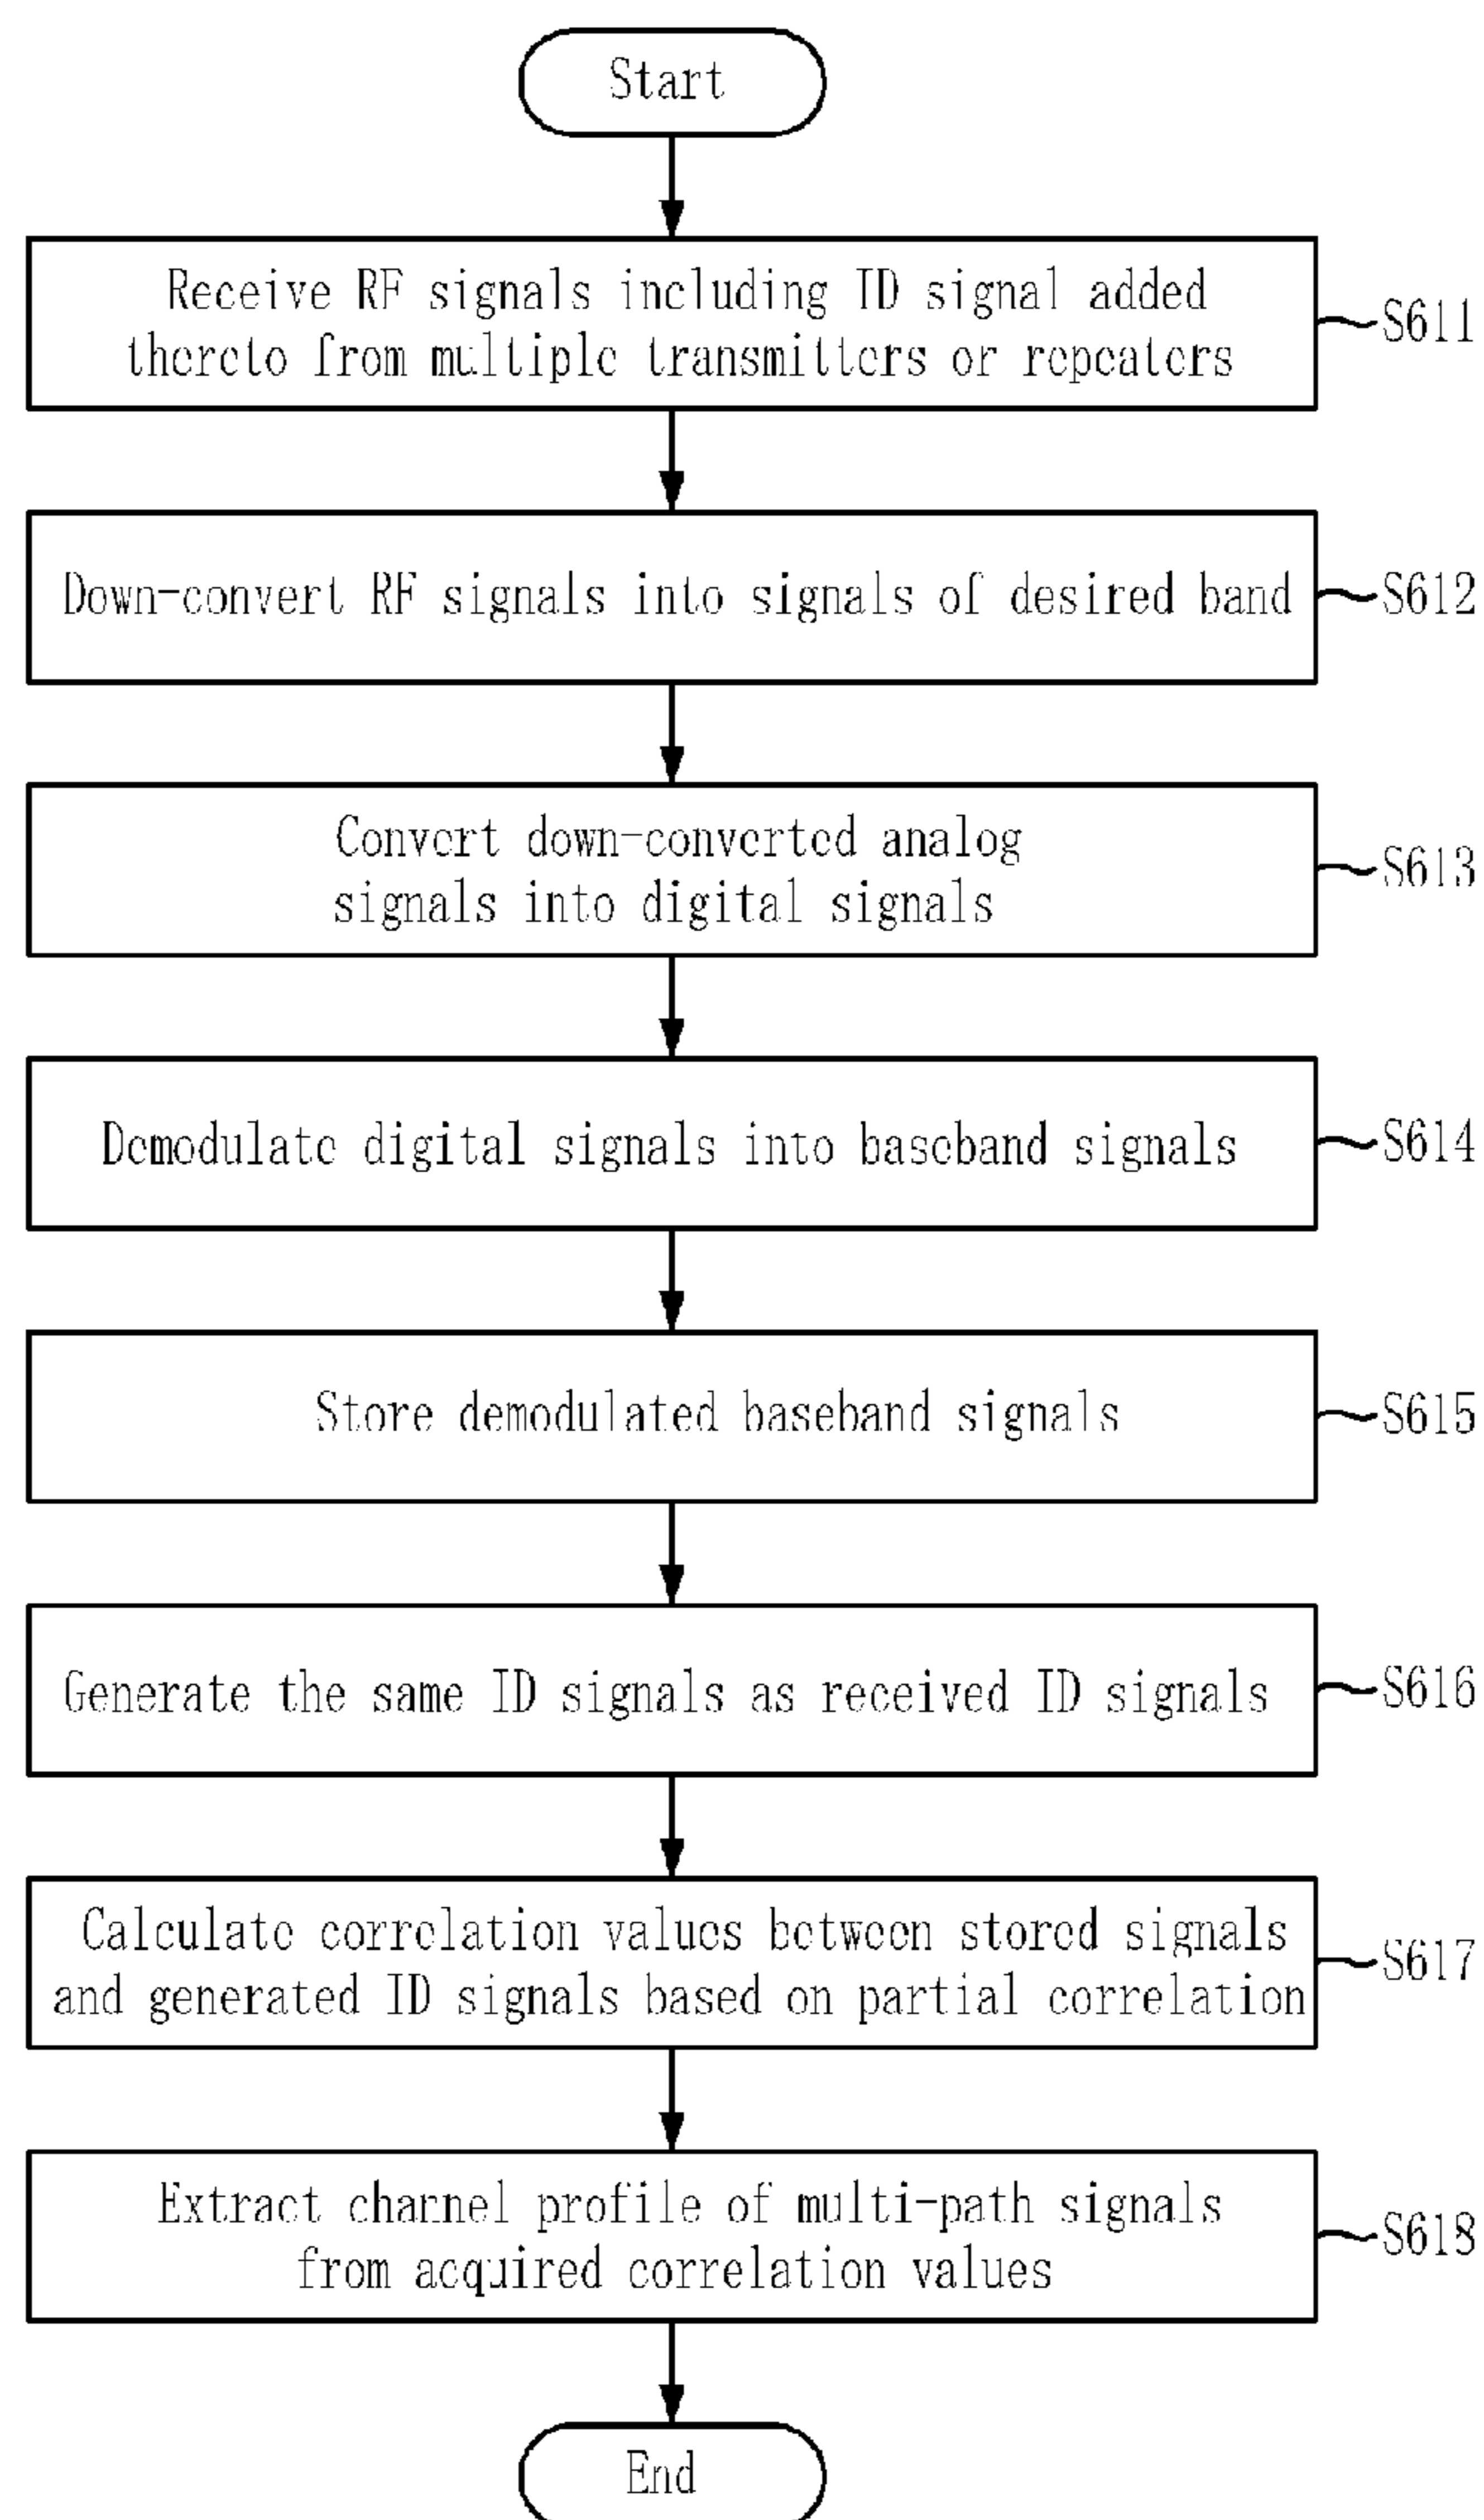 Start
Receive RF signals including ID signal added
thereto from multiple transmitters or repeaters
S611
Down-convert RF signals into signals of desired band
S612
Convert down-converted analog
signals into digital signals
S613
Demodulate digital signals into baseband signals
S614
Store demodulated baseband signals
S615
Generate the same ID signals as received ID signals
S616
Calculate correlation values between stored signals
and generated ID signals based on partial correlation
S617
Extract channel profile of multi-path signals
from acquired correlation values
S618
End